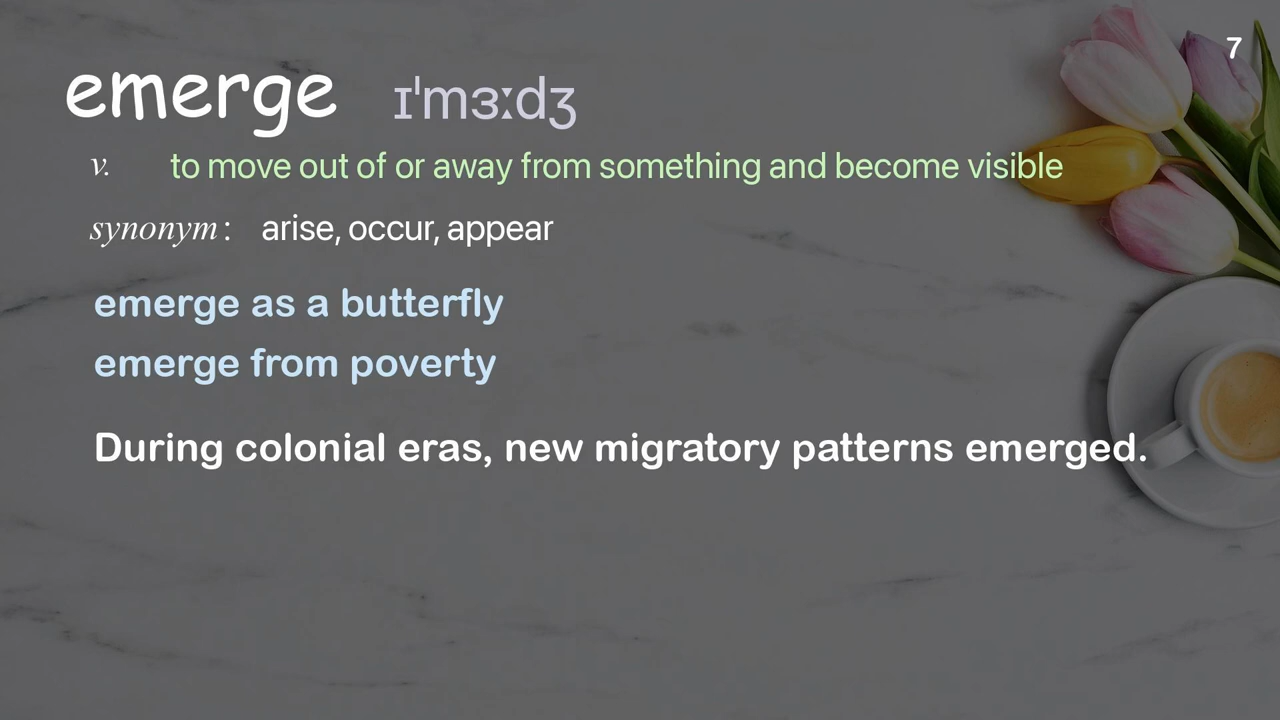 7
emerge ɪˈmɜːdʒ
v. to move out of or away from something and become visible
synonym: arise, occur, appear
emerge as a butterfly
emerge from poverty
During colonial eras, new migratory patterns emerged.